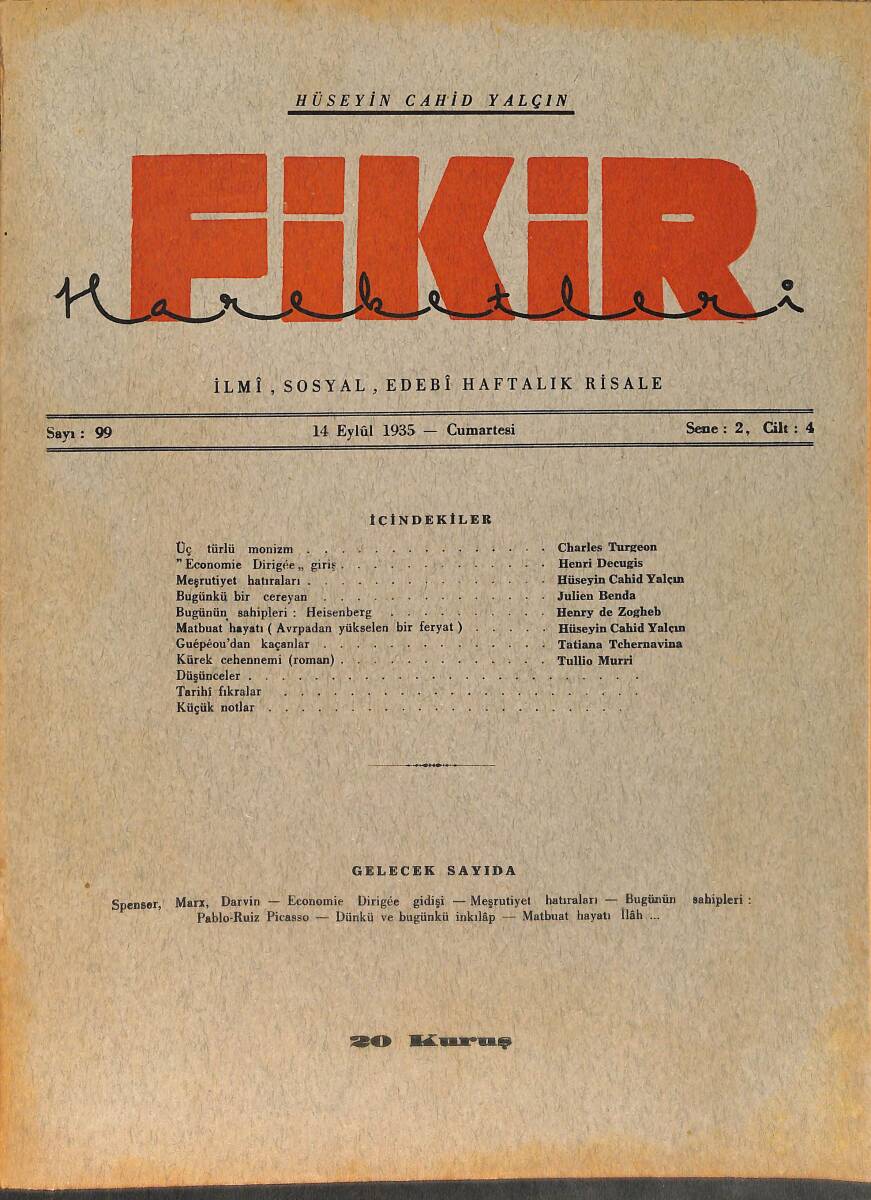 HÜSEYİN CAHİD YALÇIN
FİKİR
Hareketleri
İLMÎ, SOSYAL, EDEBÎ HAFTALIK RİSALE
Sayı : 99 14 Eylûl 1935 — Cumartesi Sene : 2, Cilt : 4
İÇİNDEKİLER
Üç türlü monizm . . . . . . . . . . . . . . . Charles Turgeon
"Economie Dirigée„ giriş . . . . . . . . . . . . . Henri Decugis
Meşrutiyet hatıraları . . . . . . . . . . . . . . . Hüseyin Cahid Yalçın
Bugünkü bir cereyan . . . . . . . . . . . . . . Julien Benda
Bugünün sahipleri : Heisenberg . . . . . . . . . . Henry de Zogheb
Matbuat hayatı ( Avrpadan yükselen bir feryat ) . . . . . Hüseyin Cahid Yalçın
Guépéou'dan kaçanlar . . . . . . . . . . . . . . Tatiana Tchernavina
Kürek cehennemi (roman) . . . . . . . . . . . . . Tullio Murri
Düşünceler . . . . . . . . . . . . . . . . . . . . . . .
Tarihî fıkralar . . . . . . . . . . . . . . . . . . . . .
Küçük notlar . . . . . . . . . . . . . . . . . . . . .
GELECEK SAYIDA
Spenser, Marx, Darvin — Economie Dirigée gidişi — Meşrutiyet hatıraları — Bugünün sahipleri :
Pablo-Ruiz Picasso — Dünkü ve bugünkü inkılâp — Matbuat hayatı İlâh ...
20 Kuruş